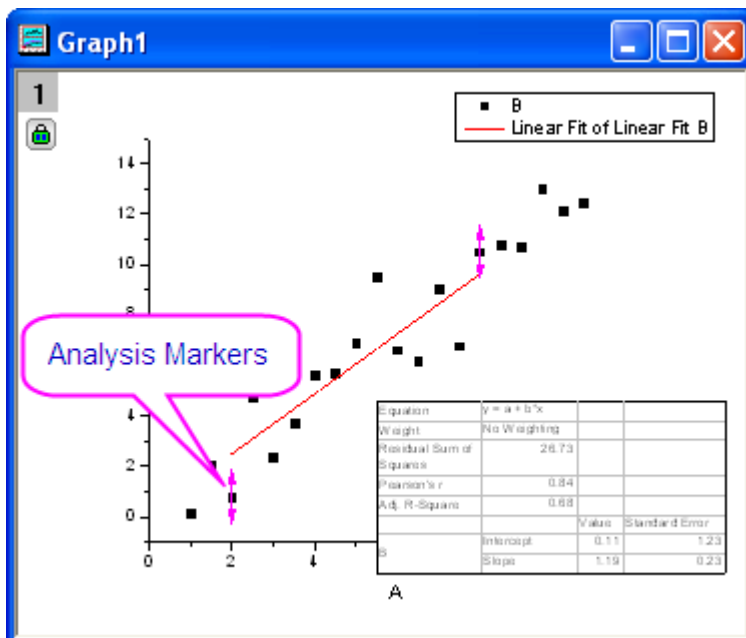 Graph1
1
B
Linear Fit of Linear Fit B
14
12
10
8
Analysis Markers
4
2
0
0
2
4
A
Equation y = a + b*x
Weight No Weighting
Residual Sum of Squares 26.73
Pearson's r 0.84
Adj. R-Square 0.68
Value Standard Error
B Intercept 0.11 1.23
Slope 1.19 0.23